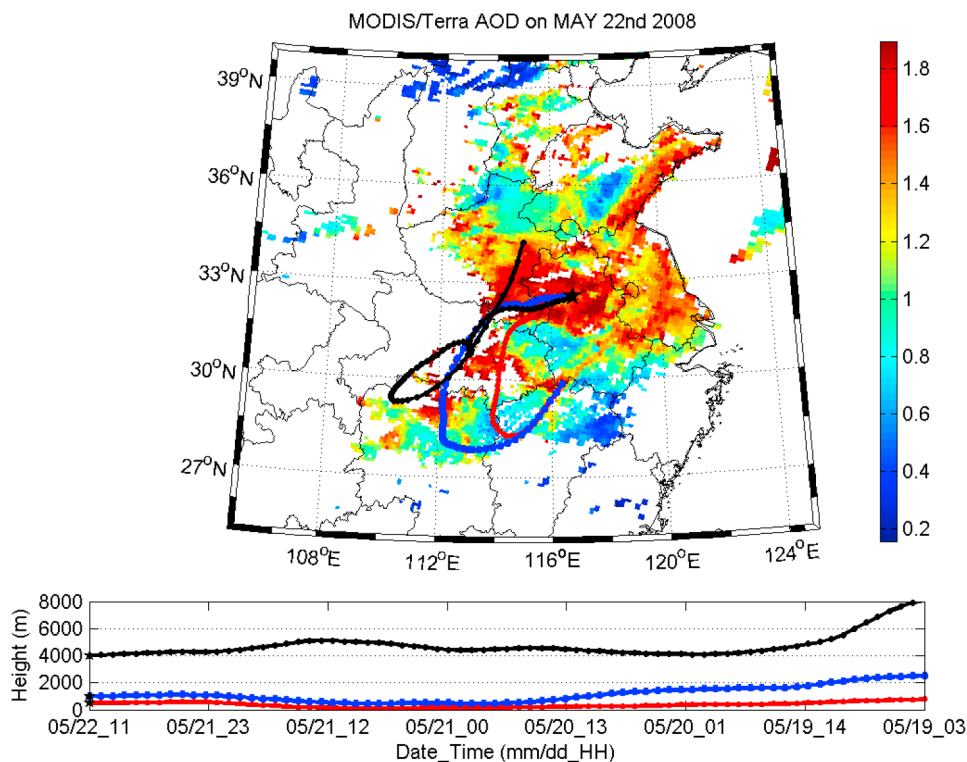 MODIS/Terra AOD on MAY 22nd 2008
39°N
36°N
33°N
30°N
27°N
108°E
112°E
116°E
120°E
124°E
1.8
1.6
1.4
1.2
1
0.8
0.6
0.4
0.2
Height (m)
8000
6000
4000
2000
0
05/22_11
05/21_23
05/21_12
05/21_00
05/20_13
05/20_01
05/19_14
05/19_03
Date_Time (mm/dd_HH)